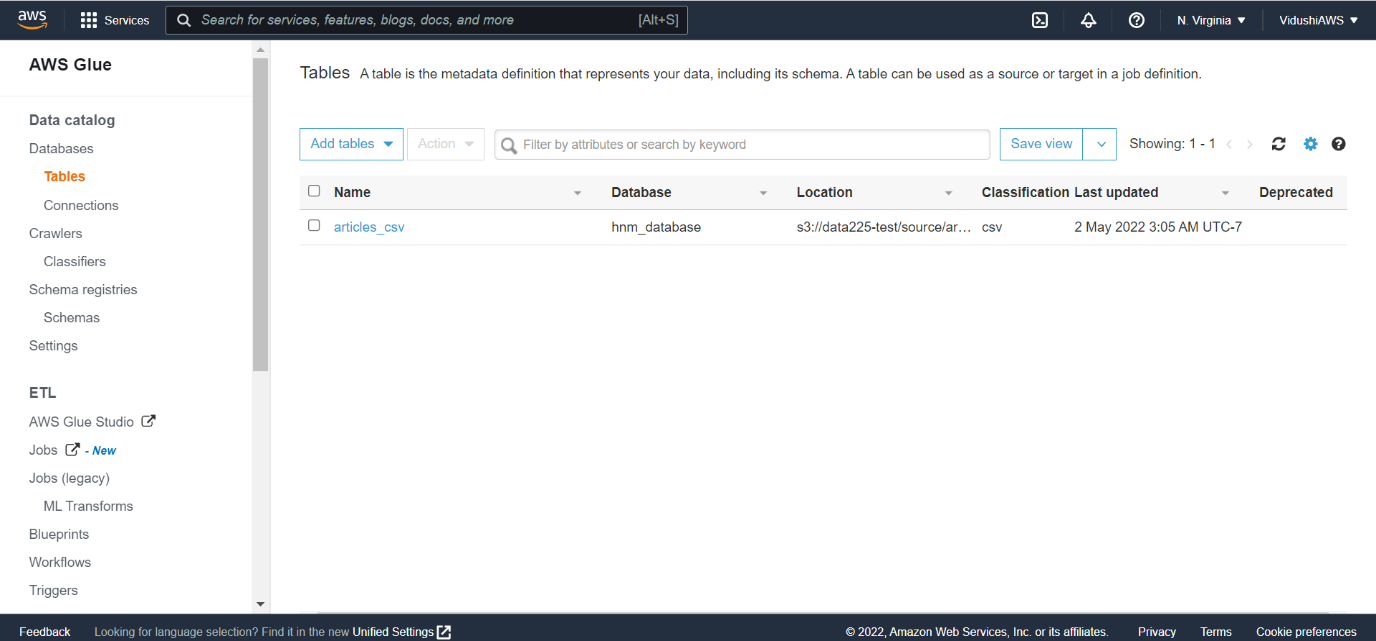 aws Services Search for services, features, blogs, docs, and more [Alt+S] N. Virginia VidushiAWS
AWS Glue
Data catalog
Databases
Tables
Connections
Crawlers
Classifiers
Schema registries
Schemas
Settings
ETL
AWS Glue Studio
Jobs - New
Jobs (legacy)
ML Transforms
Blueprints
Workflows
Triggers
Tables A table is the metadata definition that represents your data, including its schema. A table can be used as a source or target in a job definition.
Add tables Action Filter by attributes or search by keyword Save view Showing: 1 - 1
Name Database Location Classification Last updated Deprecated
articles_csv hnm_database s3://data225-test/source/ar... csv 2 May 2022 3:05 AM UTC-7
Feedback Looking for language selection? Find it in the new Unified Settings © 2022, Amazon Web Services, Inc. or its affiliates. Privacy Terms Cookie preferences